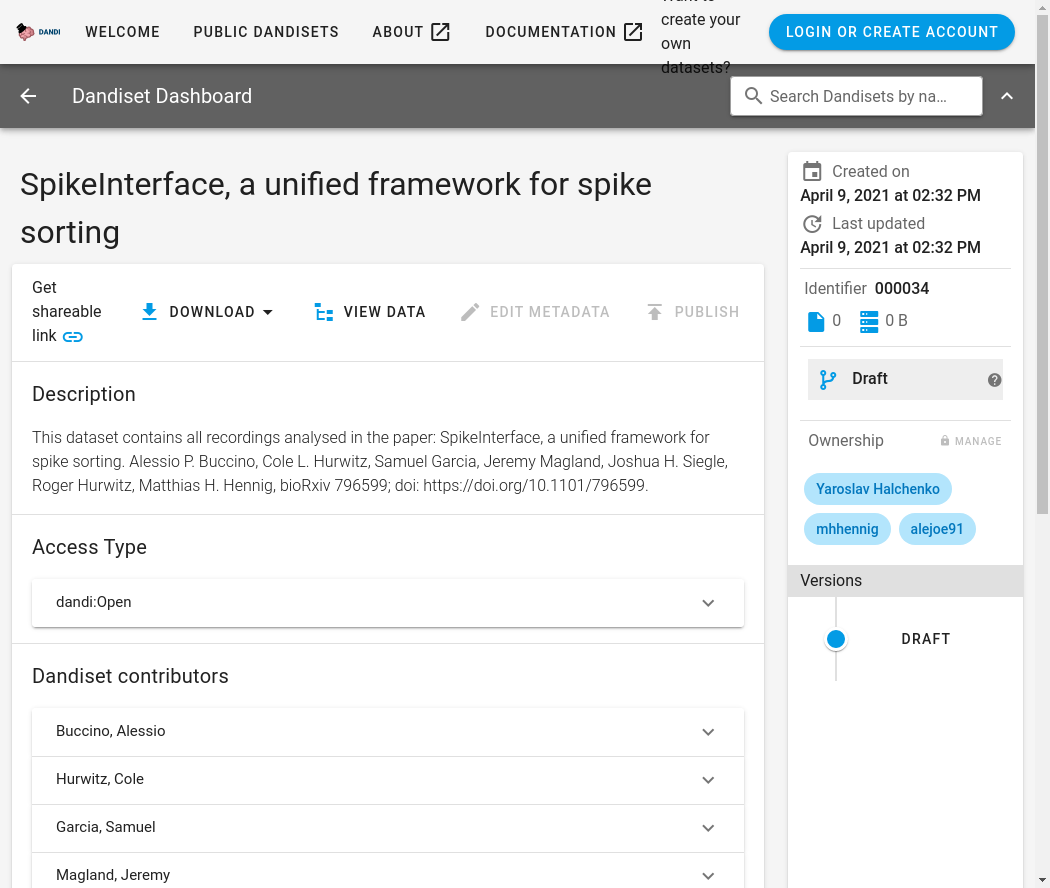 DANDI
WELCOME
PUBLIC DANDISETS
ABOUT
DOCUMENTATION
create your
own
datasets?
LOGIN OR CREATE ACCOUNT
Dandiset Dashboard
Search Dandisets by na...
SpikeInterface, a unified framework for spike
sorting
Get
shareable
link
DOWNLOAD
VIEW DATA
EDIT METADATA
PUBLISH
Description
This dataset contains all recordings analysed in the paper: SpikeInterface, a unified framework for
spike sorting. Alessio P. Buccino, Cole L. Hurwitz, Samuel Garcia, Jeremy Magland, Joshua H. Siegle,
Roger Hurwitz, Matthias H. Hennig, bioRxiv 796599; doi: https://doi.org/10.1101/796599.
Access Type
dandi:Open
Dandiset contributors
Buccino, Alessio
Hurwitz, Cole
Garcia, Samuel
Magland, Jeremy
Created on
April 9, 2021 at 02:32 PM
Last updated
April 9, 2021 at 02:32 PM
Identifier 000034
0 0 B
Draft
Ownership
MANAGE
Yaroslav Halchenko
mhhennig
alejoe91
Versions
DRAFT